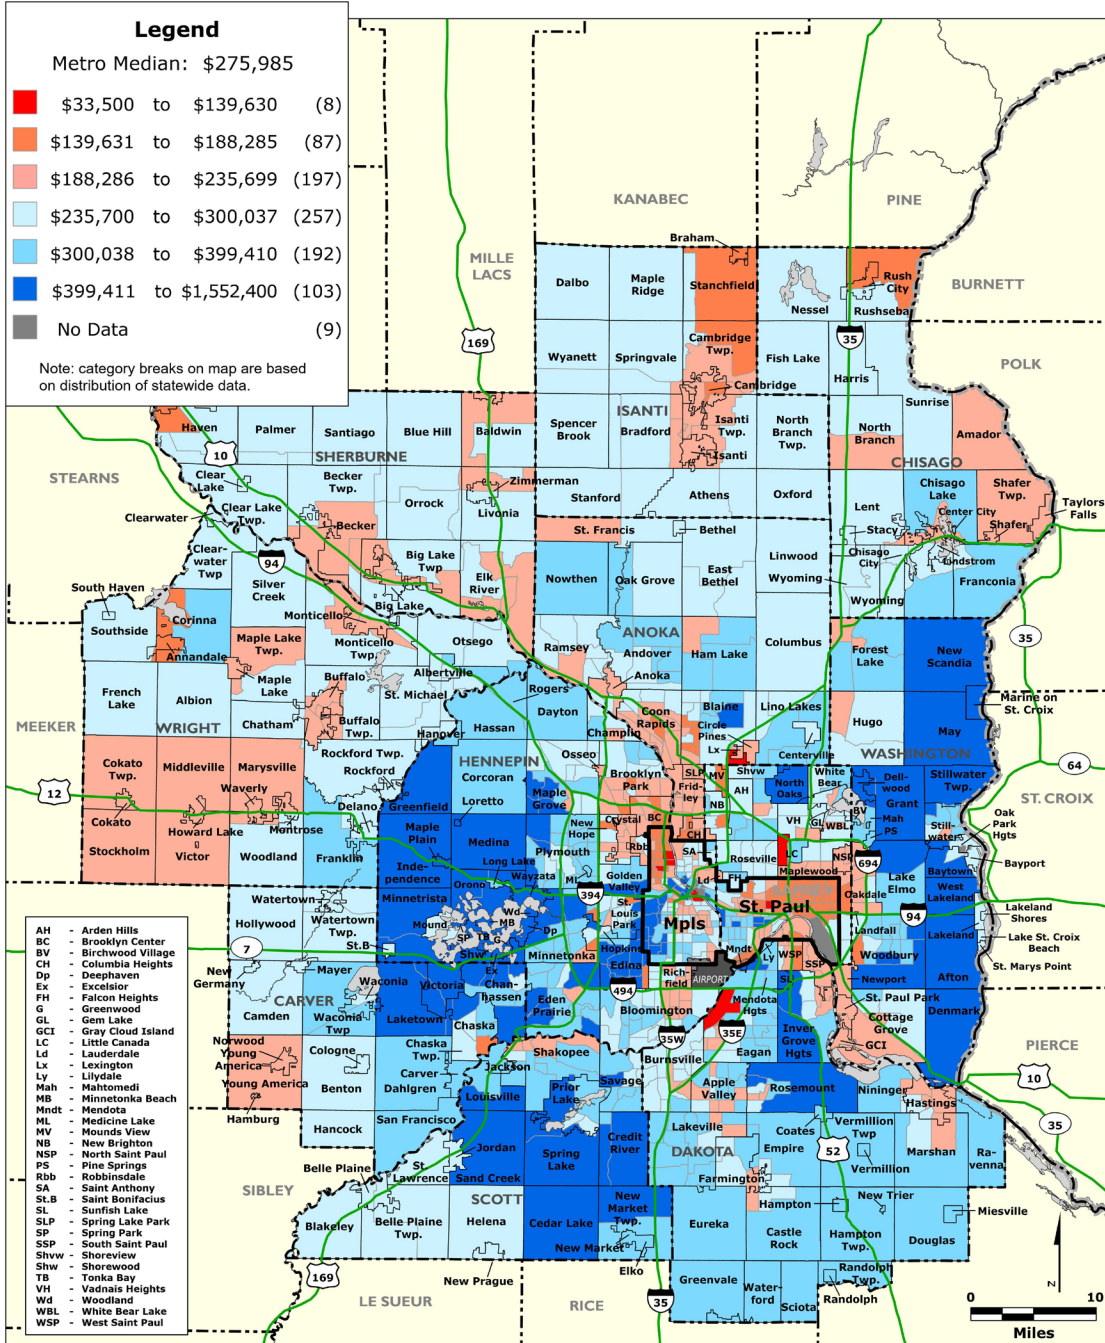 Legend
Metro Median: $275,985
$33,500 to $139,630 (8)
$139,631 to $188,285 (87)
$188,286 to $235,699 (197)
$235,700 to $300,037 (257)
$300,038 to $399,410 (192)
$399,411 to $1,552,400 (103)
No Data (9)
Note: category breaks on map are based
on distribution of statewide data.
KANABEC
PINE
MILLE
LACS
BURNETT
POLK
Braham
Dalbo
Maple
Ridge
Stanchfield
Nessel
Rush
City
Rushseba
169
35
Wyanett
Springvale
Cambridge
Twp.
Fish Lake
Harris
Cambridge
Sunrise
ISANTI
Spencer
Brook
Bradford
Isanti
Twp.
Isanti
North
Branch
Twp.
North
Branch
Amador
CHISAGO
Haven
Palmer
Santiago
Blue Hill
Baldwin
10
SHERBURNE
STEARNS
Clear
Lake
Becker
Twp.
Orrock
Zimmerman
Livonia
Stanford
Athens
Oxford
Lent
Chisago
Lake
Center City
Shafer
Twp.
Shafer
Taylors
Falls
Clearwater
Clear Lake
Twp.
Becker
St. Francis
Bethel
Stacy
Chisago
City
Lindstrom
Linwood
Wyoming
Wyoming
Franconia
Clear-
water
Twp
94
Big Lake
Twp
Silver
Creek
Big Lake
Elk
River
Nowthen
Oak Grove
East
Bethel
South Haven
Southside
Corinna
Annandale
Monticello
Monticello
Twp.
Otsego
Maple Lake
Twp.
Maple
Lake
Albertville
Ramsey
ANOKA
Andover
Ham Lake
Columbus
Forest
Lake
New
Scandia
35
Marine on
St. Croix
MEEKER
French
Lake
Albion
Buffalo
St. Michael
WRIGHT
Chatham
Buffalo
Twp.
Hanover
Rogers
Dayton
Hassan
Anoka
Coon
Rapids
Champlin
Blaine
Circle
Pines
Lx
Lino Lakes
Centerville
Hugo
May
WASHINGTON
64
Rockford Twp.
Rockford
HENNEPIN
Corcoran
Osseo
Cokato
Twp.
Middleville
Marysville
12
Waverly
Cokato
Howard Lake
Montrose
Stockholm
Victor
Woodland
Delano
Franklin
Greenfield
Loretto
Maple
Grove
Brooklyn
Park
SLP
Frid-
ley
MV
NB
Shvw
AH
North
Oaks
White
Bear
Dell-
wood
Grant
Stillwater
Twp.
ST. CROIX
Maple
Plain
Medina
New
Hope
Crystal
BC
CH
VH
GL
WBL
BV
Mah
PS
Still-
water
Oak
Park
Hgts
Inde-
pendence
Long Lake
Wayzata
Plymouth
Rbb
SA
Roseville
LC
Maplewood
NSP
694
Bayport
Baytown
Minnetrista
Orono
ML
394
Golden
Valley
Ld
FH
RAMSEY
St. Paul
Oakdale
Lake
Elmo
West
Lakeland
94
Lakeland
Shores
Watertown
Hollywood
Watertown
Twp.
Mound
SP
TB
MB
G
Wd
Dp
Shw
Ex
St.
Louis
Park
Mpls
Mndt
Ly
WSP
SSP
Landfall
Woodbury
Lakeland
Lake St. Croix
Beach
St. Marys Point
7
St.B
Minnetonka
Hopkins
Edina
Rich-
field
AIRPORT
SL
Newport
Afton
New
Germany
Mayer
Waconia
Victoria
Ex
Chan-
hassen
Eden
Prairie
494
Bloomington
Mendota
Hgts
St. Paul Park
Cottage
Grove
Denmark
CARVER
Camden
Waconia
Twp
Laketown
Chaska
35W
35E
Inver
Grove
Hgts
GCI
PIERCE
Norwood
Young
America
Young America
Cologne
Chaska
Twp.
Shakopee
Burnsville
Eagan
10
Hamburg
Benton
Carver
Dahlgren
Jackson
Louisville
Prior
Lake
Savage
Apple
Valley
Rosemount
Nininger
Hastings
35
Hancock
San Francisco
Lakeville
Coates
Empire
Vermillion
Twp
Marshan
Ra-
venna
Jordan
Sand Creek
Spring
Lake
Credit
River
DAKOTA
52
Vermillion
Belle Plaine
St.
Lawrence
SIBLEY
SCOTT
Farmington
New Trier
Hampton
Miesville
Blakeley
Belle Plaine
Twp.
Helena
Cedar Lake
New
Market
Twp.
New Market
Eureka
Castle
Rock
Hampton
Twp.
Douglas
169
New Prague
Elko
Randolph
Twp.
Greenvale
Water-
ford
Sciota
Randolph
LE SUEUR
RICE
35
N
0 5 10
Miles
AH - Arden Hills
BC - Brooklyn Center
BV - Birchwood Village
CH - Columbia Heights
Dp - Deephaven
Ex - Excelsior
FH - Falcon Heights
G - Greenwood
GL - Gem Lake
GCI - Gray Cloud Island
LC - Little Canada
Ld - Lauderdale
Lx - Lexington
Ly - Lilydale
Mah - Mahtomedi
MB - Minnetonka Beach
Mndt - Mendota
ML - Medicine Lake
MV - Mounds View
NB - New Brighton
NSP - North Saint Paul
PS - Pine Springs
Rbb - Robbinsdale
SA - Saint Anthony
St.B - Saint Bonifacius
SL - Sunfish Lake
SLP - Spring Lake Park
SP - Spring Park
SSP - South Saint Paul
Shvw - Shoreview
Shw - Shorewood
TB - Tonka Bay
VH - Vadnais Heights
Wd - Woodland
WBL - White Bear Lake
WSP - West Saint Paul